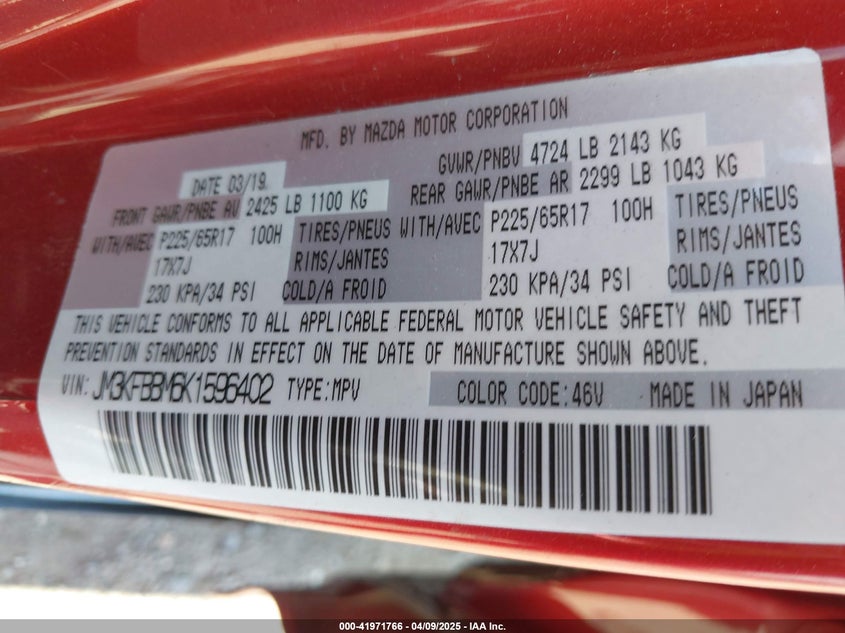 MFD. BY MAZDA MOTOR CORPORATION
DATE 03/19. GVWR/PNBV 4724 LB 2143 KG
FRONT GAWR/PNBE AV 2425 LB 1100 KG REAR GAWR/PNBE AR 2299 LB 1043 KG
WITH/AVEC P225/65R17 100H TIRES/PNEUS WITH/AVEC P225/65R17 100H TIRES/PNEUS
17X7J RIMS/JANTES 17X7J RIMS/JANTES
230 KPA/34 PSI COLD/A FROID 230 KPA/34 PSI COLD/A FROID
THIS VEHICLE CONFORMS TO ALL APPLICABLE FEDERAL MOTOR VEHICLE SAFETY AND THEFT
PREVENTION STANDARDS IN EFFECT ON THE DATE OF MANUFACTURE SHOWN ABOVE.
VIN: JM3KFBBM6K1596402 TYPE:MPV COLOR CODE:46V MADE IN JAPAN
000-41971766 - 04/09/2025 - IAA Inc.